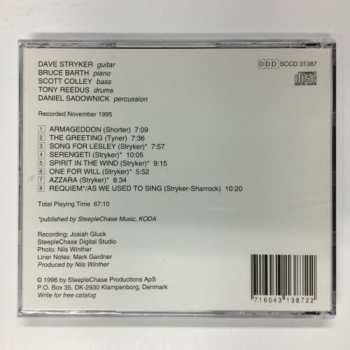 DAVE STRYKER guitar
BRUCE BARTH piano
SCOTT COLLEY bass
TONY REEDUS drums
DANIEL SADOWNICK percussion
DDD SCCD 31387
Recorded November 1995
1 ARMAGEDDON (Shorter) 7:09
2 THE GREETING (Tyner) 7:36
3 SONG FOR LESLEY (Stryker)* 7:57
4 SERENGETI (Stryker)* 10:05
5 SPIRIT IN THE WIND (Stryker)* 9:15
6 ONE FOR WILL (Stryker)* 5:52
7 AZZARA (Stryker)* 8:34
8 REQUIEM*/AS WE USED TO SING (Stryker-Sharrock) 10:20
Total Playing Time 67:10
*published by SteepleChase Music, KODA
Recording: Josiah Gluck
SteepleChase Digital Studio
Photo: Nils Winther
Liner Notes: Mark Gardner
Produced by Nils Winther
© 1996 by SteepleChase Productions ApS
P.O. Box 35, DK-2930 Klampenborg, Denmark
Write for free catalog
716043138722